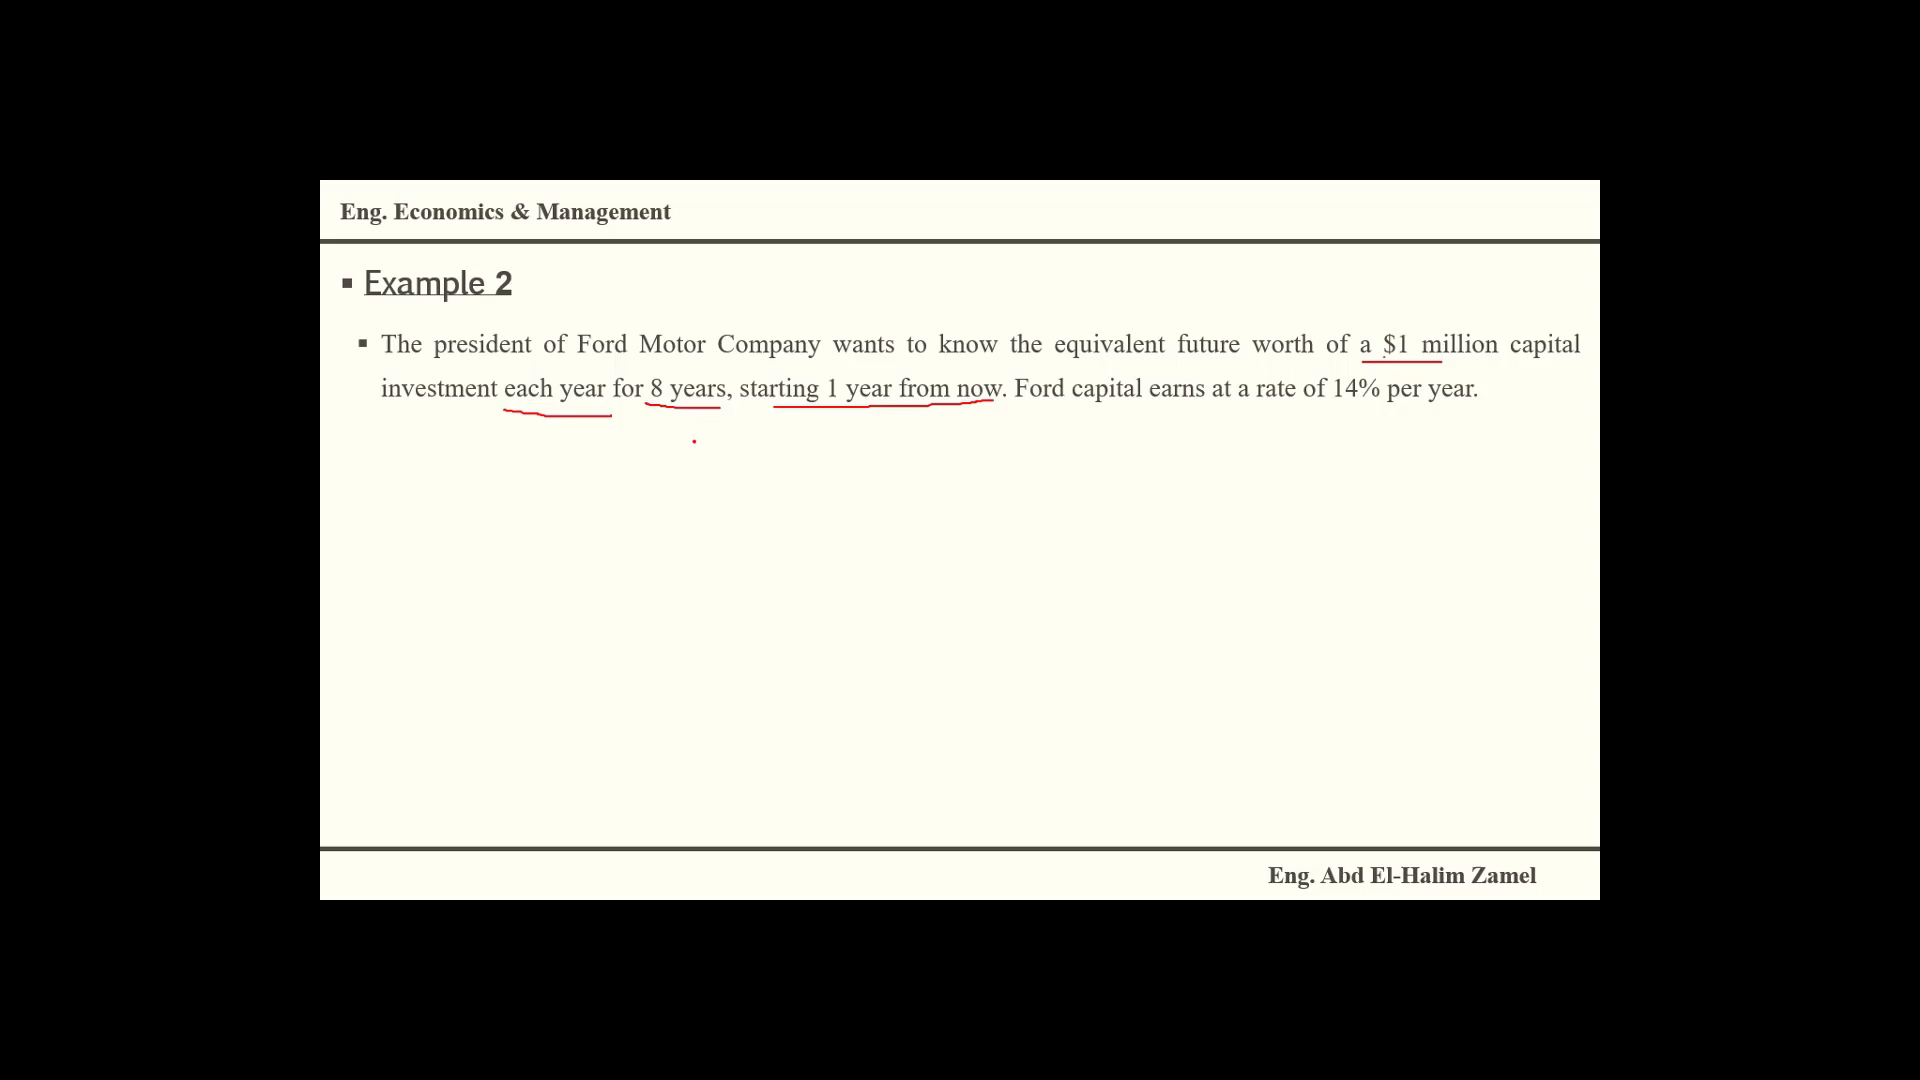 Eng. Economics & Management
Example 2
The president of Ford Motor Company wants to know the equivalent future worth of a $1 million capital
investment each year for 8 years, starting 1 year from now. Ford capital earns at a rate of 14% per year.
Eng. Abd El-Halim Zamel